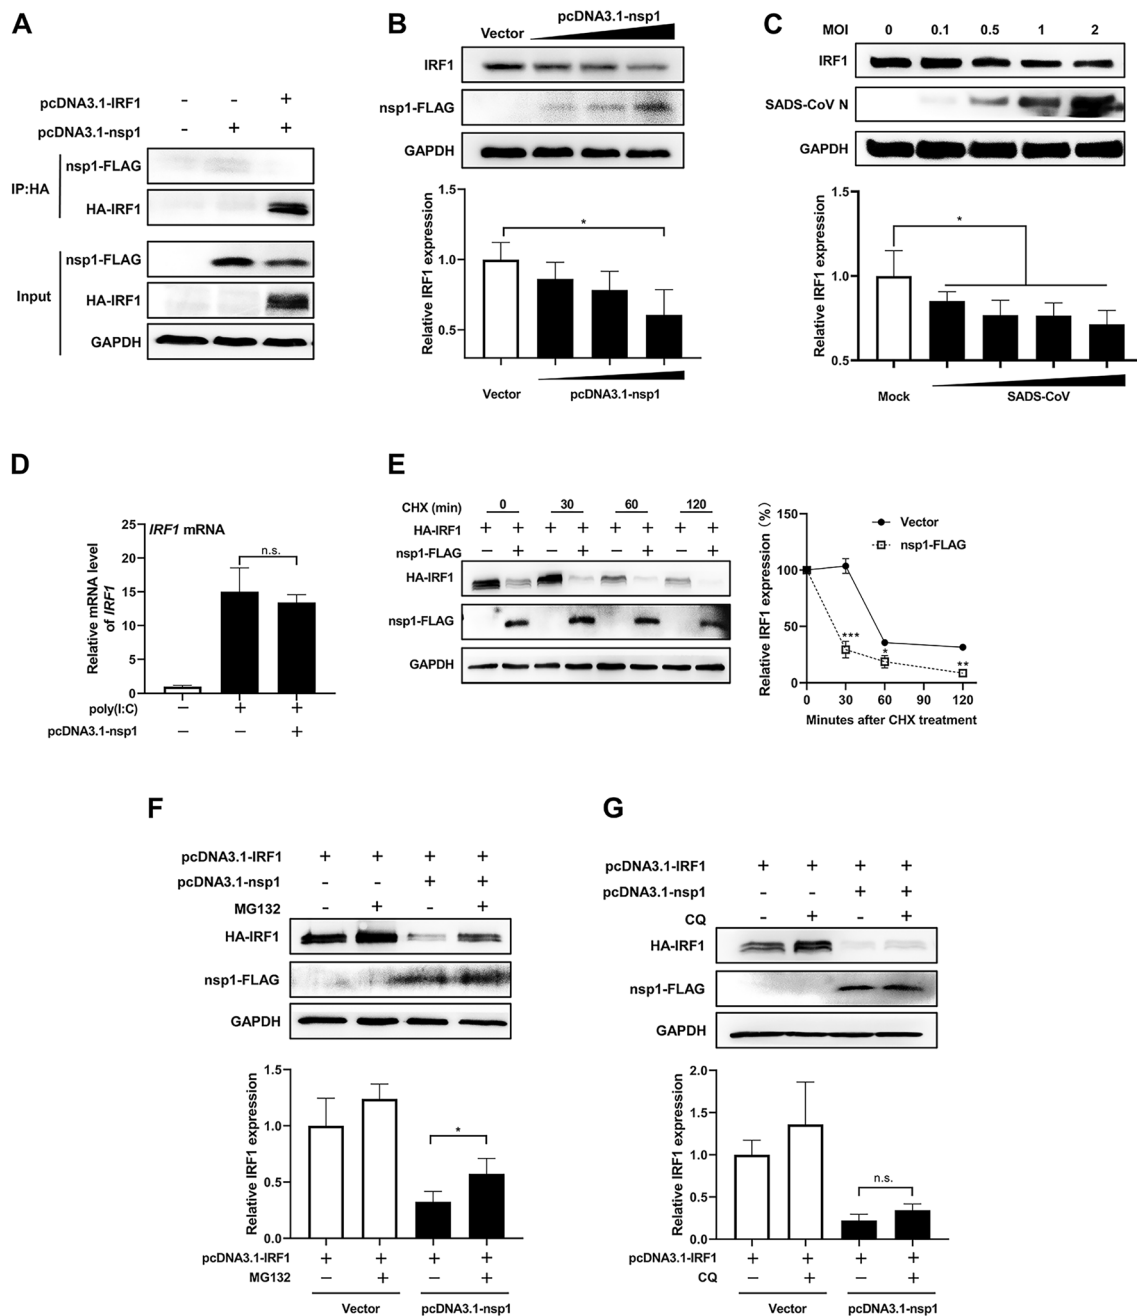 A
pcDNA3.1-IRF1 - - +
pcDNA3.1-nsp1 - + +
IP:HA
nsp1-FLAG
HA-IRF1
Input
nsp1-FLAG
HA-IRF1
GAPDH
B
pcDNA3.1-nsp1
Vector
IRF1
nsp1-FLAG
GAPDH
Relative IRF1 expression
1.5
1.0
0.5
*
Vector
pcDNA3.1-nsp1
C
MOI 0 0.1 0.5 1 2
IRF1
SADS-CoV N
GAPDH
Relative IRF1 expression
1.5
1.0
0.5
*
Mock
SADS-CoV
D
IRF1 mRNA
Relative mRNA level
of IRF1
25
20
15
10
5
0
n.s.
poly(I:C) - + +
pcDNA3.1-nsp1 - - +
E
CHX (min) 0 30 60 120
HA-IRF1 + + + + + + + +
nsp1-FLAG - + - + - + - +
HA-IRF1
nsp1-FLAG
GAPDH
Relative IRF1 expression (%)
150
100
50
0
Vector
nsp1-FLAG
***
*
**
0 30 60 90 120
Minutes after CHX treatment
F
pcDNA3.1-IRF1 + + + +
pcDNA3.1-nsp1 - - + +
MG132 - + - +
HA-IRF1
nsp1-FLAG
GAPDH
Relative IRF1 expression
1.5
1.0
0.5
0.0
*
pcDNA3.1-IRF1 + + + +
MG132 - + - +
Vector pcDNA3.1-nsp1
G
pcDNA3.1-IRF1 + + + +
pcDNA3.1-nsp1 - - + +
CQ - + - +
HA-IRF1
nsp1-FLAG
GAPDH
Relative IRF1 expression
2.0
1.5
1.0
0.5
0.0
n.s.
pcDNA3.1-IRF1 + + + +
CQ - + - +
Vector pcDNA3.1-nsp1